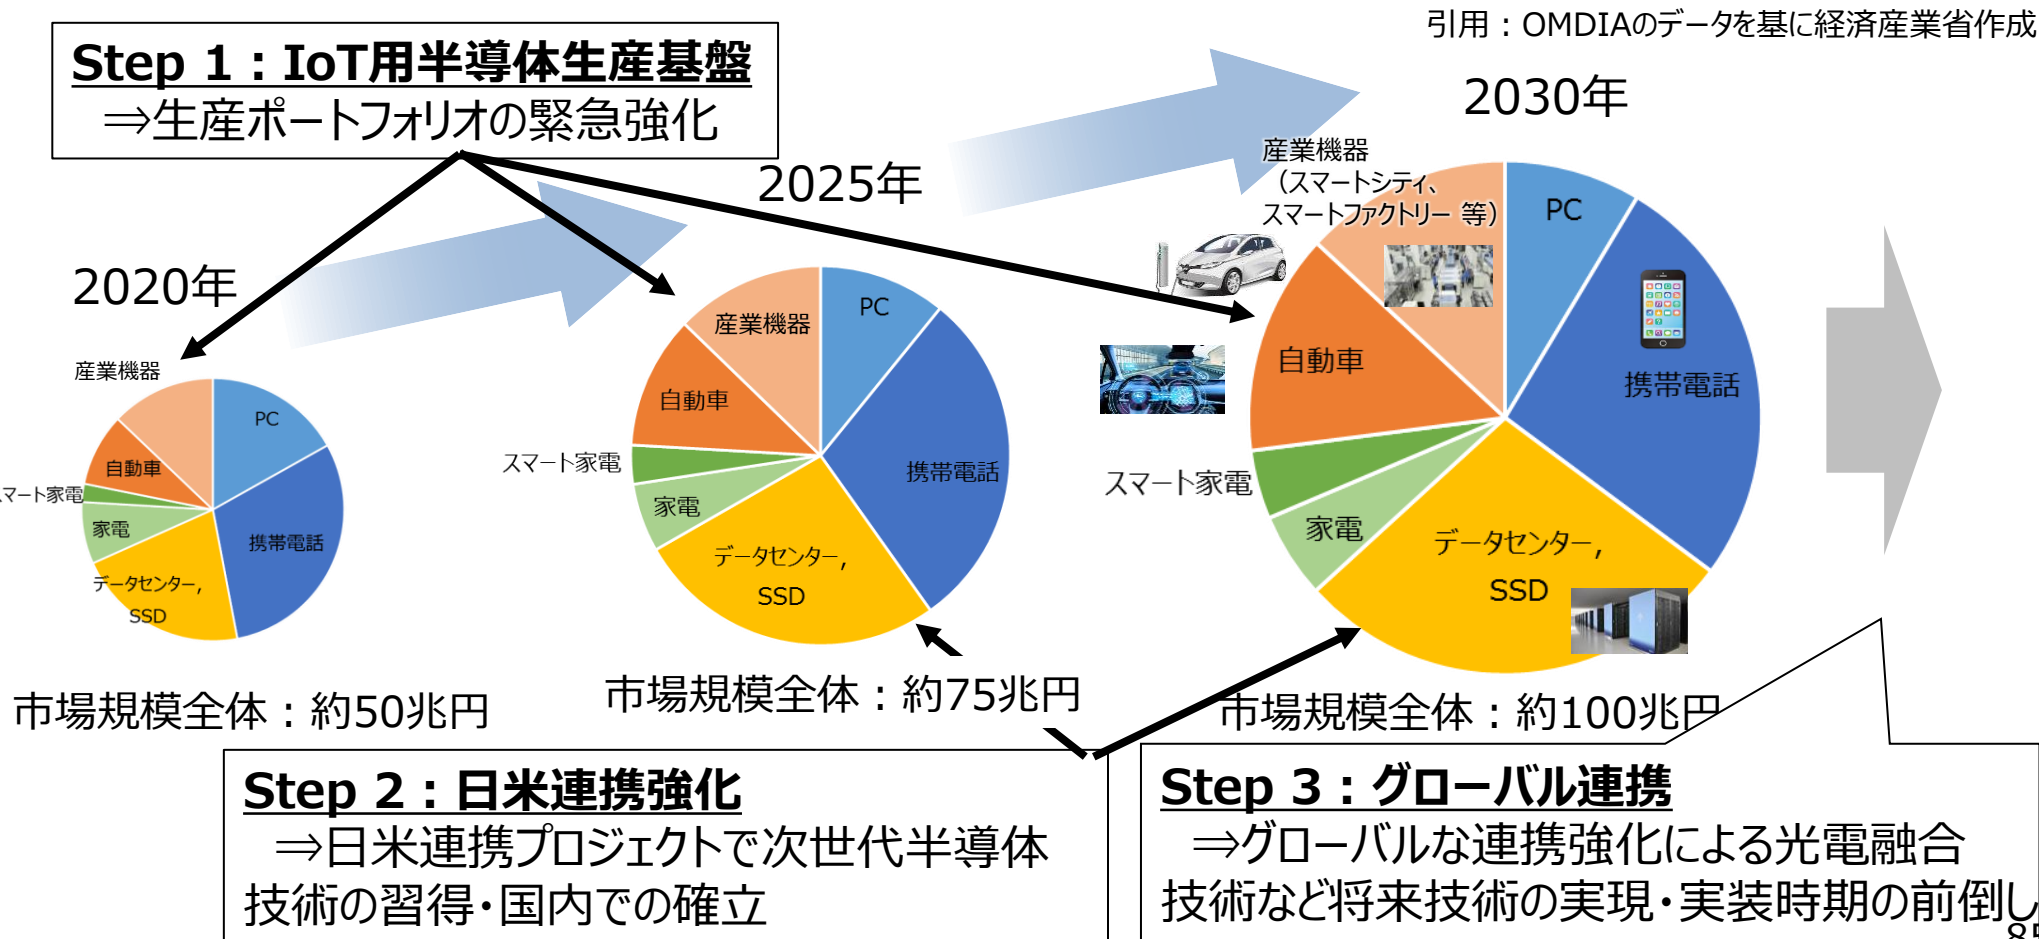 引用：OMDIAのデータを基に経済産業省作成
Step 1：IoT用半導体生産基盤
⇒生産ポートフォリオの緊急強化
2020年
産業機器
PC
自動車
スマート家電
家電
携帯電話
データセンター,
SSD
市場規模全体：約50兆円
2025年
産業機器
PC
自動車
スマート家電
携帯電話
家電
データセンター,
SSD
市場規模全体：約75兆円
2030年
産業機器
（スマートシティ、
スマートファクトリー 等）
PC
自動車
携帯電話
スマート家電
家電
データセンター,
SSD
市場規模全体：約100兆円
Step 2：日米連携強化
⇒日米連携プロジェクトで次世代半導体
技術の習得・国内での確立
Step 3：グローバル連携
⇒グローバルな連携強化による光電融合
技術など将来技術の実現・実装時期の前倒し
85